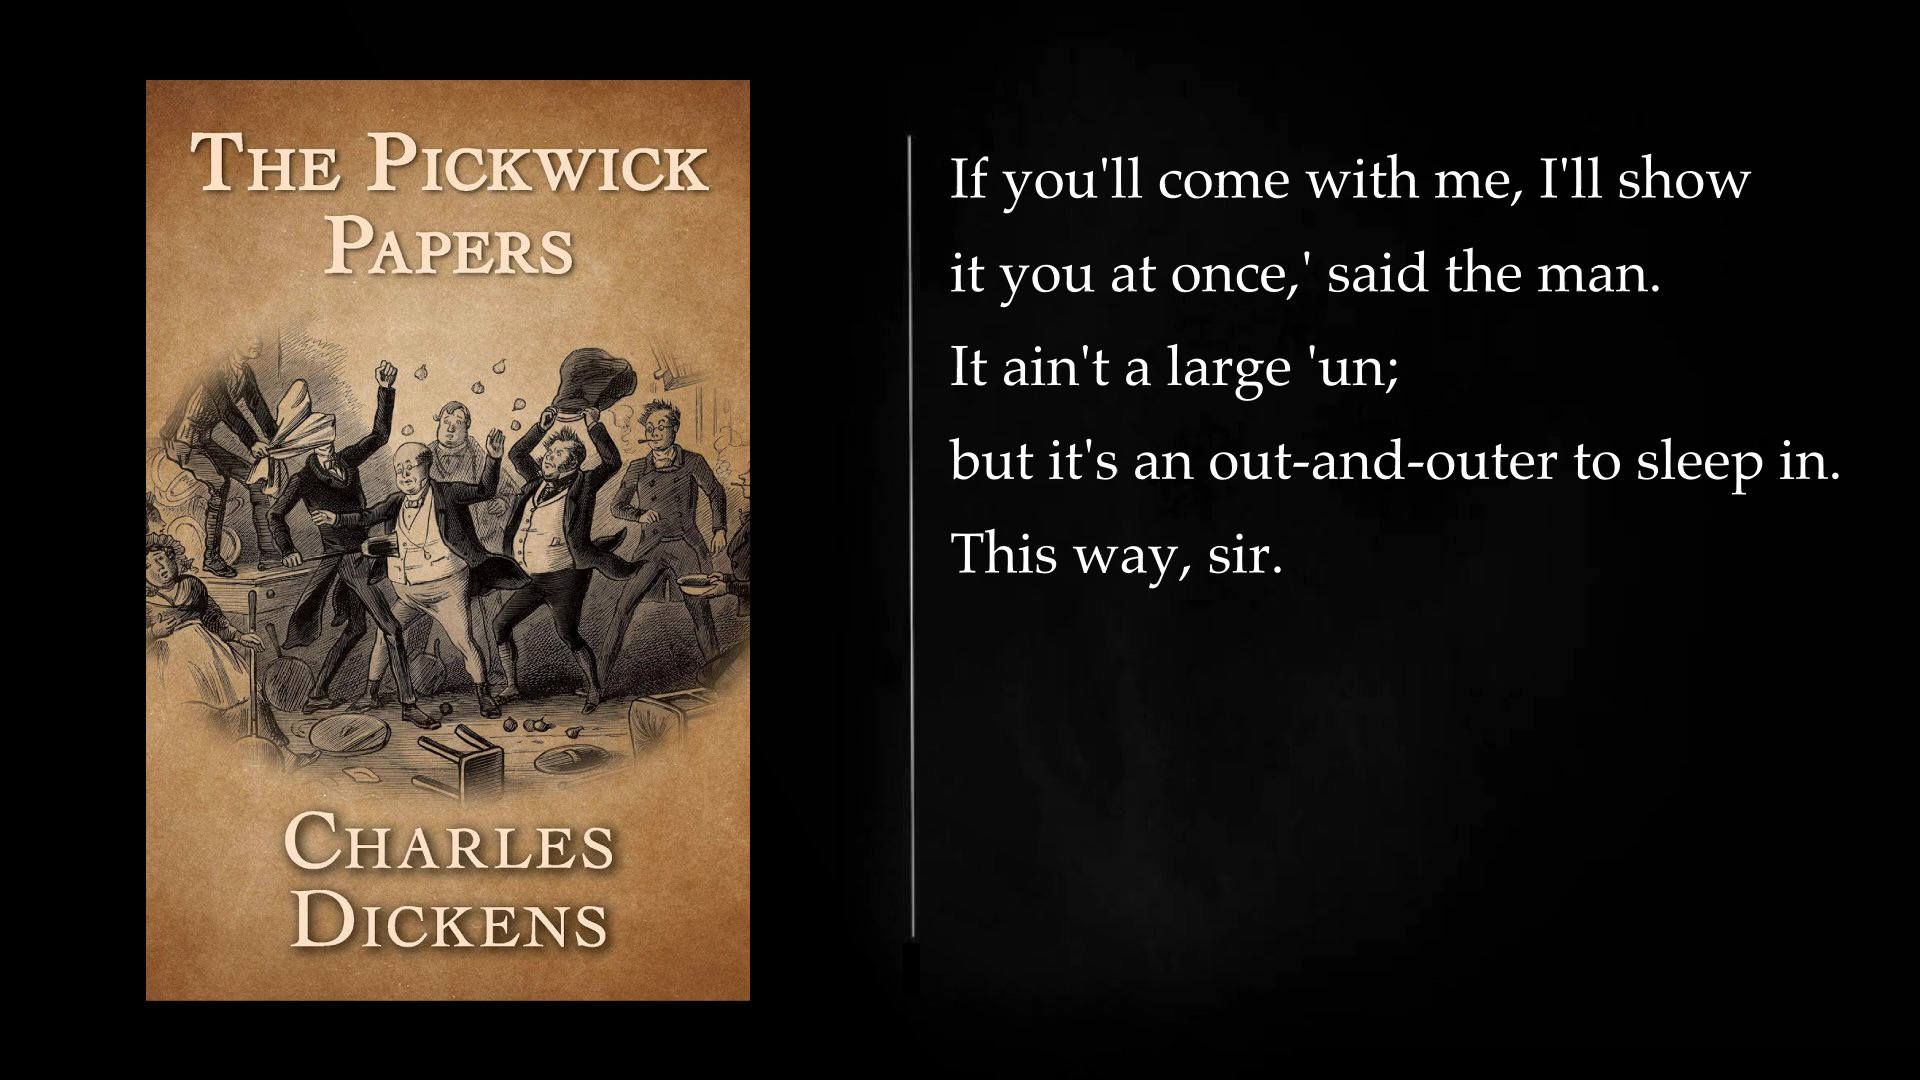 The Pickwick
Papers
Charles
Dickens
If you'll come with me, I'll show
it you at once,' said the man.
It ain't a large 'un;
but it's an out-and-outer to sleep in.
This way, sir.